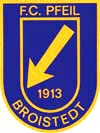 F.C. PFEIL
1913
BROISTEDT